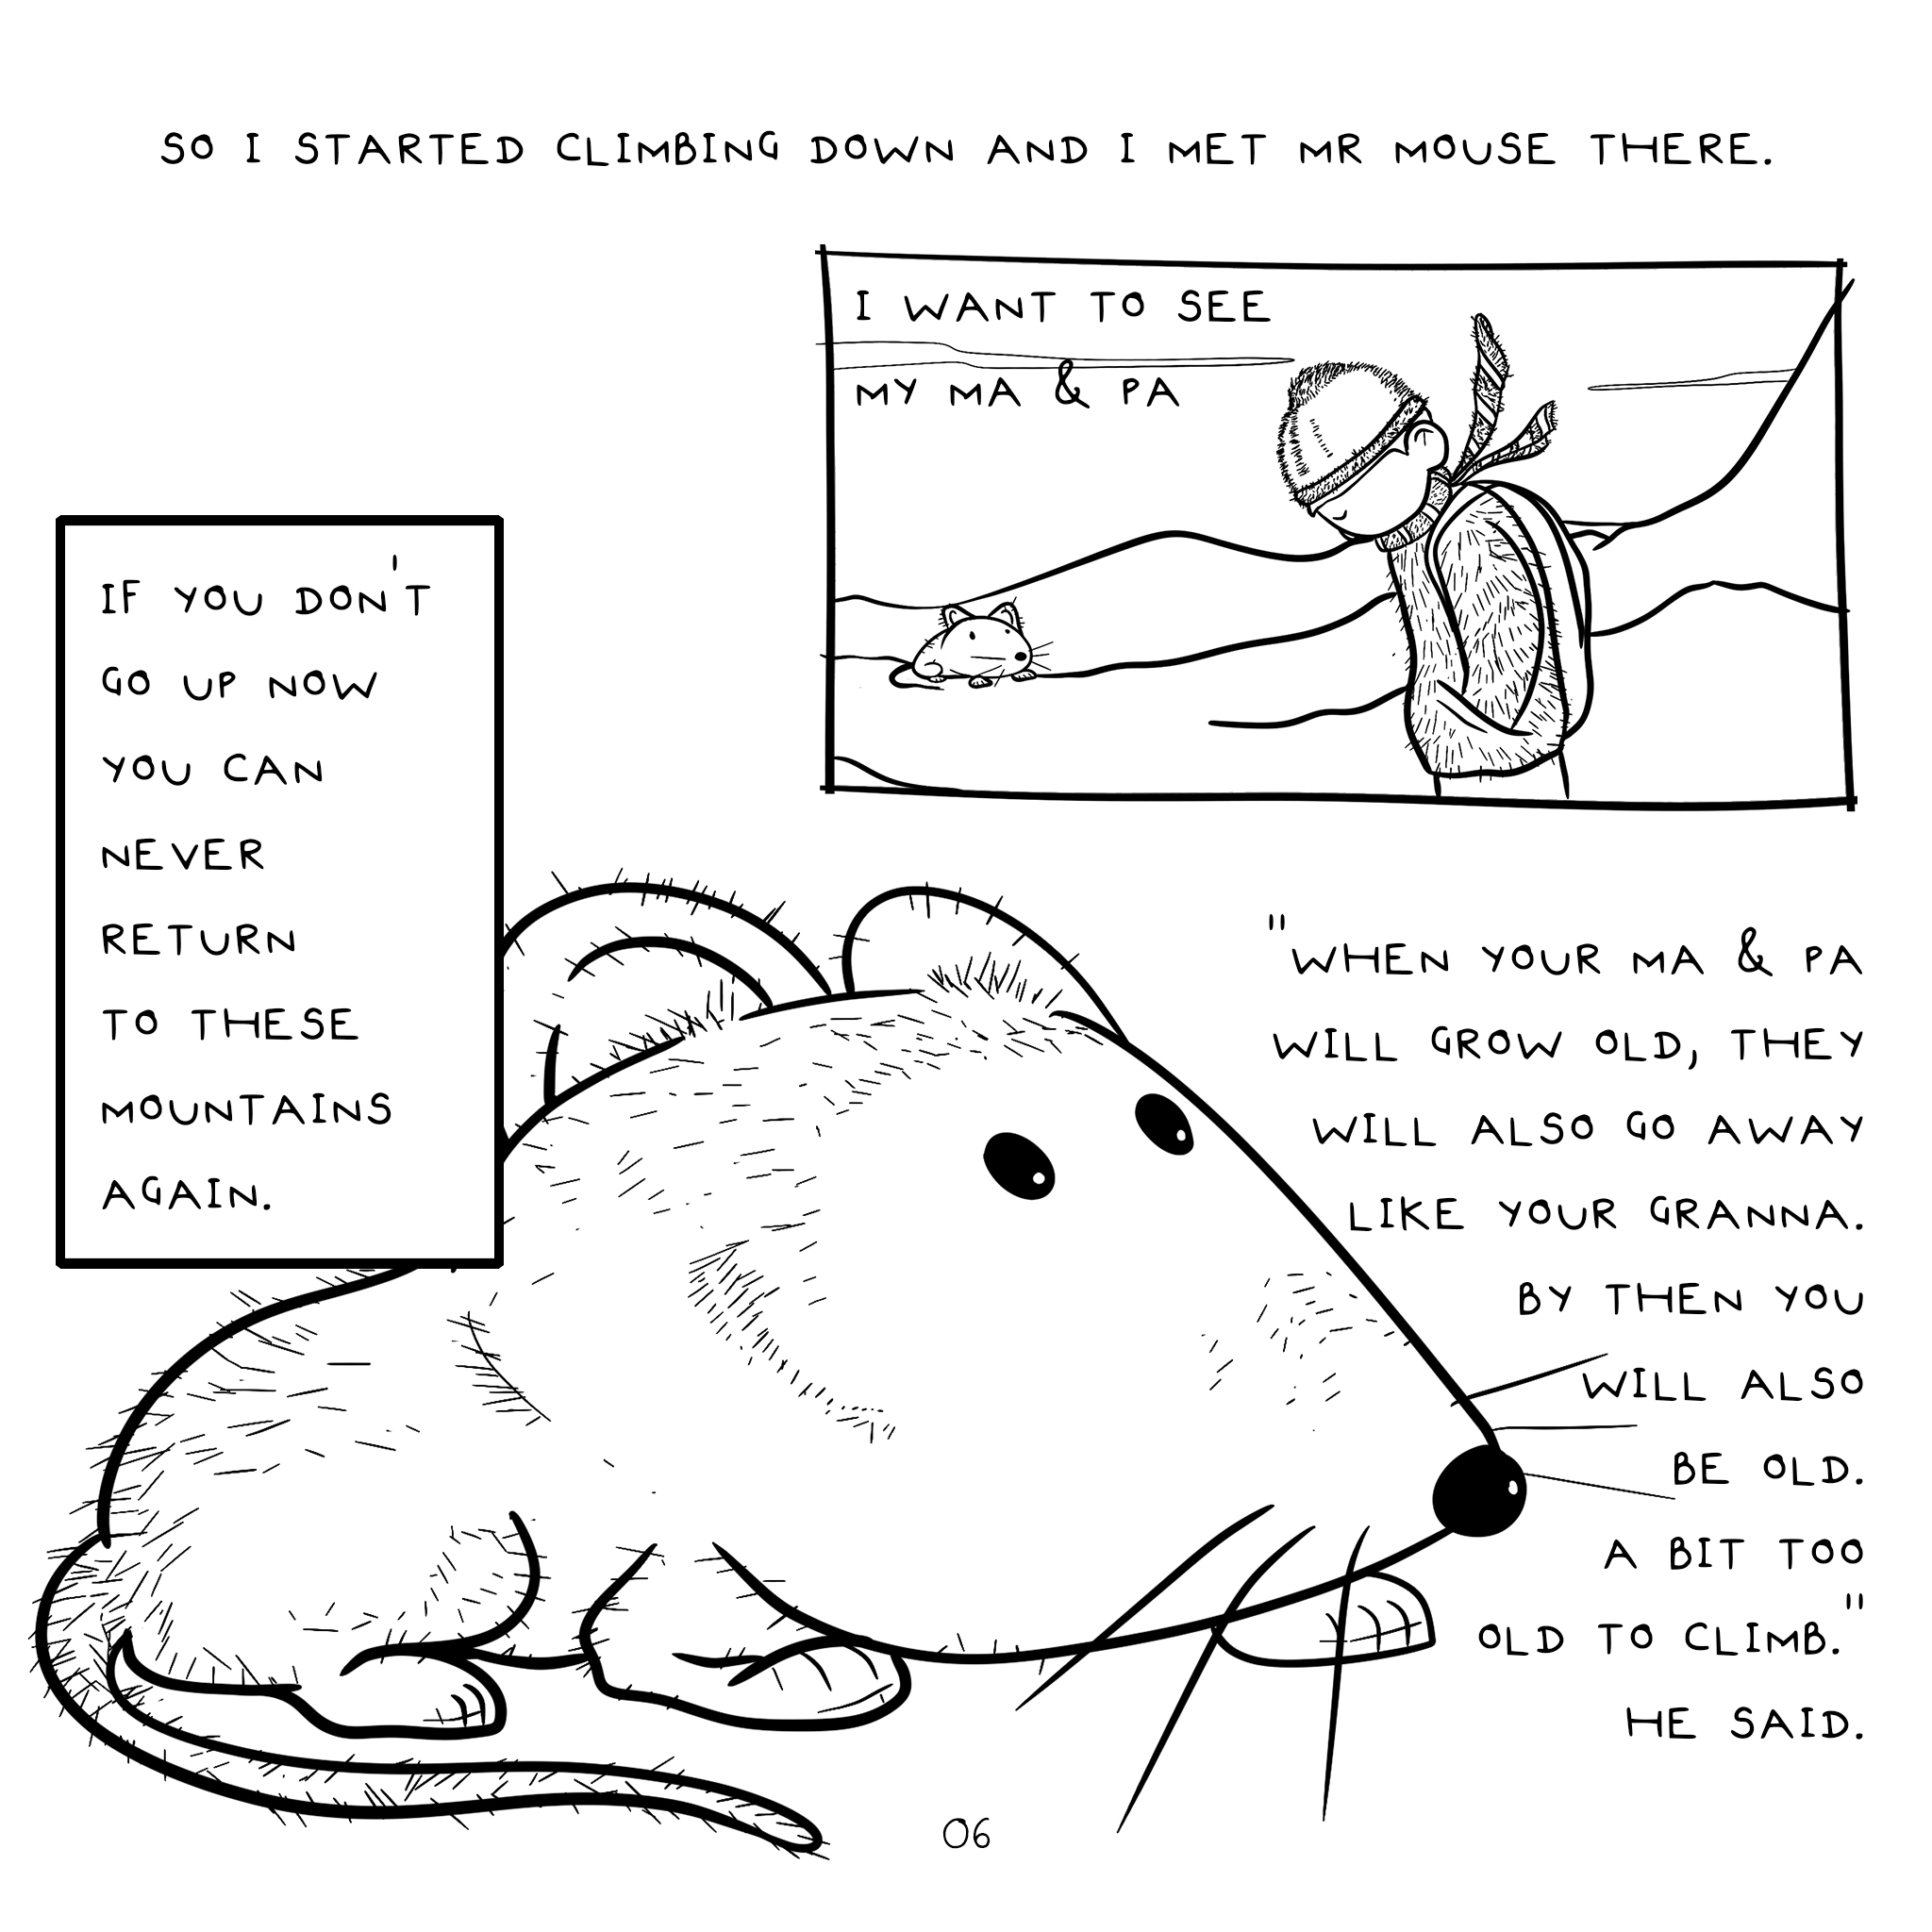 SO I STARTED CLIMBING DOWN AND I MET MR MOUSE THERE.
I WANT TO SEE
MY MA & PA
IF YOU DON'T
GO UP NOW
YOU CAN
NEVER
RETURN
TO THESE
MOUNTAINS
AGAIN.
"WHEN YOUR MA & PA
WILL GROW OLD, THEY
WILL ALSO GO AWAY
LIKE YOUR GRANNA.
BY THEN YOU
WILL ALSO
BE OLD.
A BIT TOO
OLD TO CLIMB."
HE SAID.
06